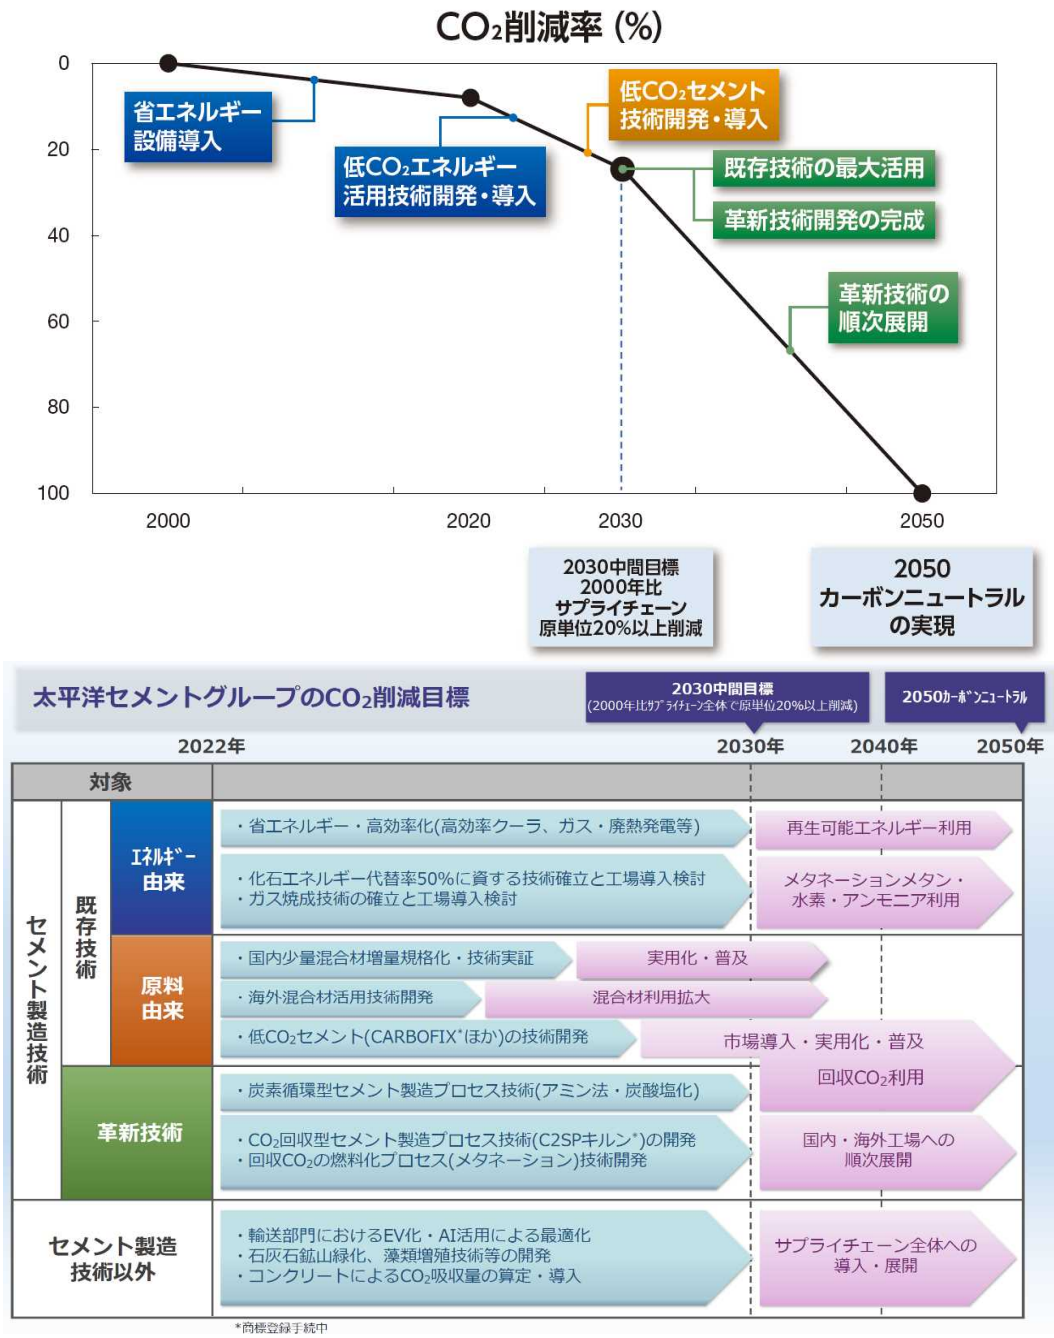 CO₂削減率 (%)
0
20
40
60
80
100
省エネルギー
設備導入
低CO₂エネルギー
活用技術開発・導入
低CO₂セメント
技術開発・導入
既存技術の最大活用
革新技術開発の完成
革新技術の
順次展開
2000
2020
2030
2050
2030中間目標
2000年比
サプライチェーン
原単位20%以上削減
2050
カーボンニュートラル
の実現
太平洋セメントグループのCO₂削減目標
2030中間目標
(2000年比ｻﾌﾟﾗｲﾁｪｰﾝ全体で原単位20%以上削減)
2050ｶｰﾎﾞﾝﾆｭｰﾄﾗﾙ
2022年
2030年
2040年
2050年
対象
セメント製造技術
既存技術
ｴﾈﾙｷﾞｰ
由来
・省エネルギー・高効率化(高効率クーラ、ガス・廃熱発電等)
再生可能エネルギー利用
・化石エネルギー代替率50%に資する技術確立と工場導入検討
・ガス焼成技術の確立と工場導入検討
メタネーションメタン・
水素・アンモニア利用
原料
由来
・国内少量混合材増量規格化・技術実証
実用化・普及
・海外混合材活用技術開発
混合材利用拡大
・低CO₂セメント(CARBOFIX*ほか)の技術開発
市場導入・実用化・普及
回収CO₂利用
革新技術
・炭素循環型セメント製造プロセス技術(アミン法・炭酸塩化)
・CO₂回収型セメント製造プロセス技術(C2SPキルン*)の開発
・回収CO₂の燃料化プロセス(メタネーション)技術開発
国内・海外工場への
順次展開
セメント製造
技術以外
・輸送部門におけるEV化・AI活用による最適化
・石灰石鉱山緑化、藻類増殖技術等の開発
・コンクリートによるCO₂吸収量の算定・導入
サプライチェーン全体への
導入・展開
*商標登録手続中